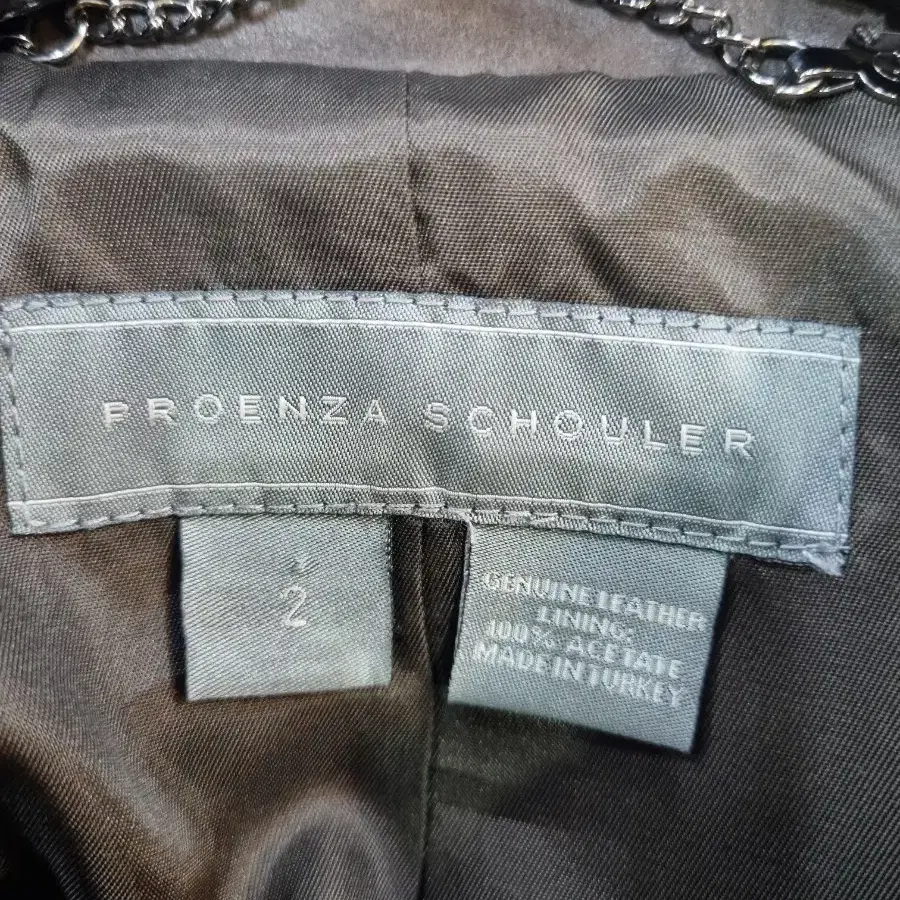 PROENZA SCHOULER
2
GENUINE LEATHER
LINING:
100% ACETATE
MADE IN TURKEY